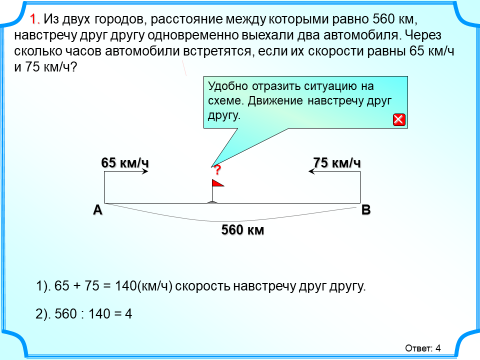 1. Из двух городов, расстояние между которыми равно 560 км,
навстречу друг другу одновременно выехали два автомобиля. Через
сколько часов автомобили встретятся, если их скорости равны 65 км/ч
и 75 км/ч?
Удобно отразить ситуацию на
схеме. Движение навстречу друг
другу.
65 км/ч
?
75 км/ч
А
В
560 км
1). 65 + 75 = 140(км/ч) скорость навстречу друг другу.
2). 560 : 140 = 4
Ответ: 4